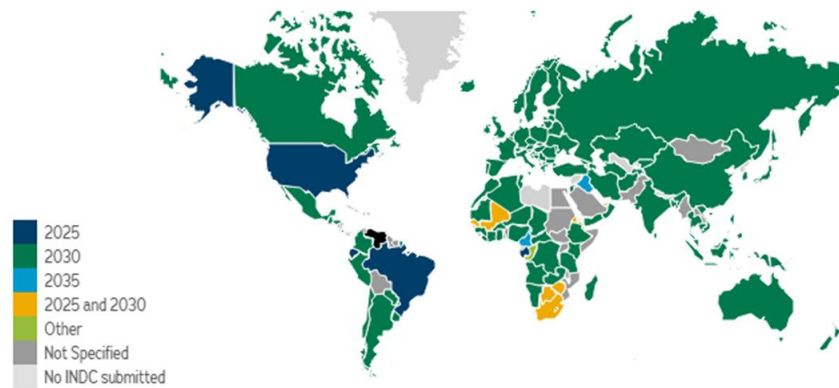 2025
2030
2035
2025 and 2030
Other
Not Specified
No INDC submitted